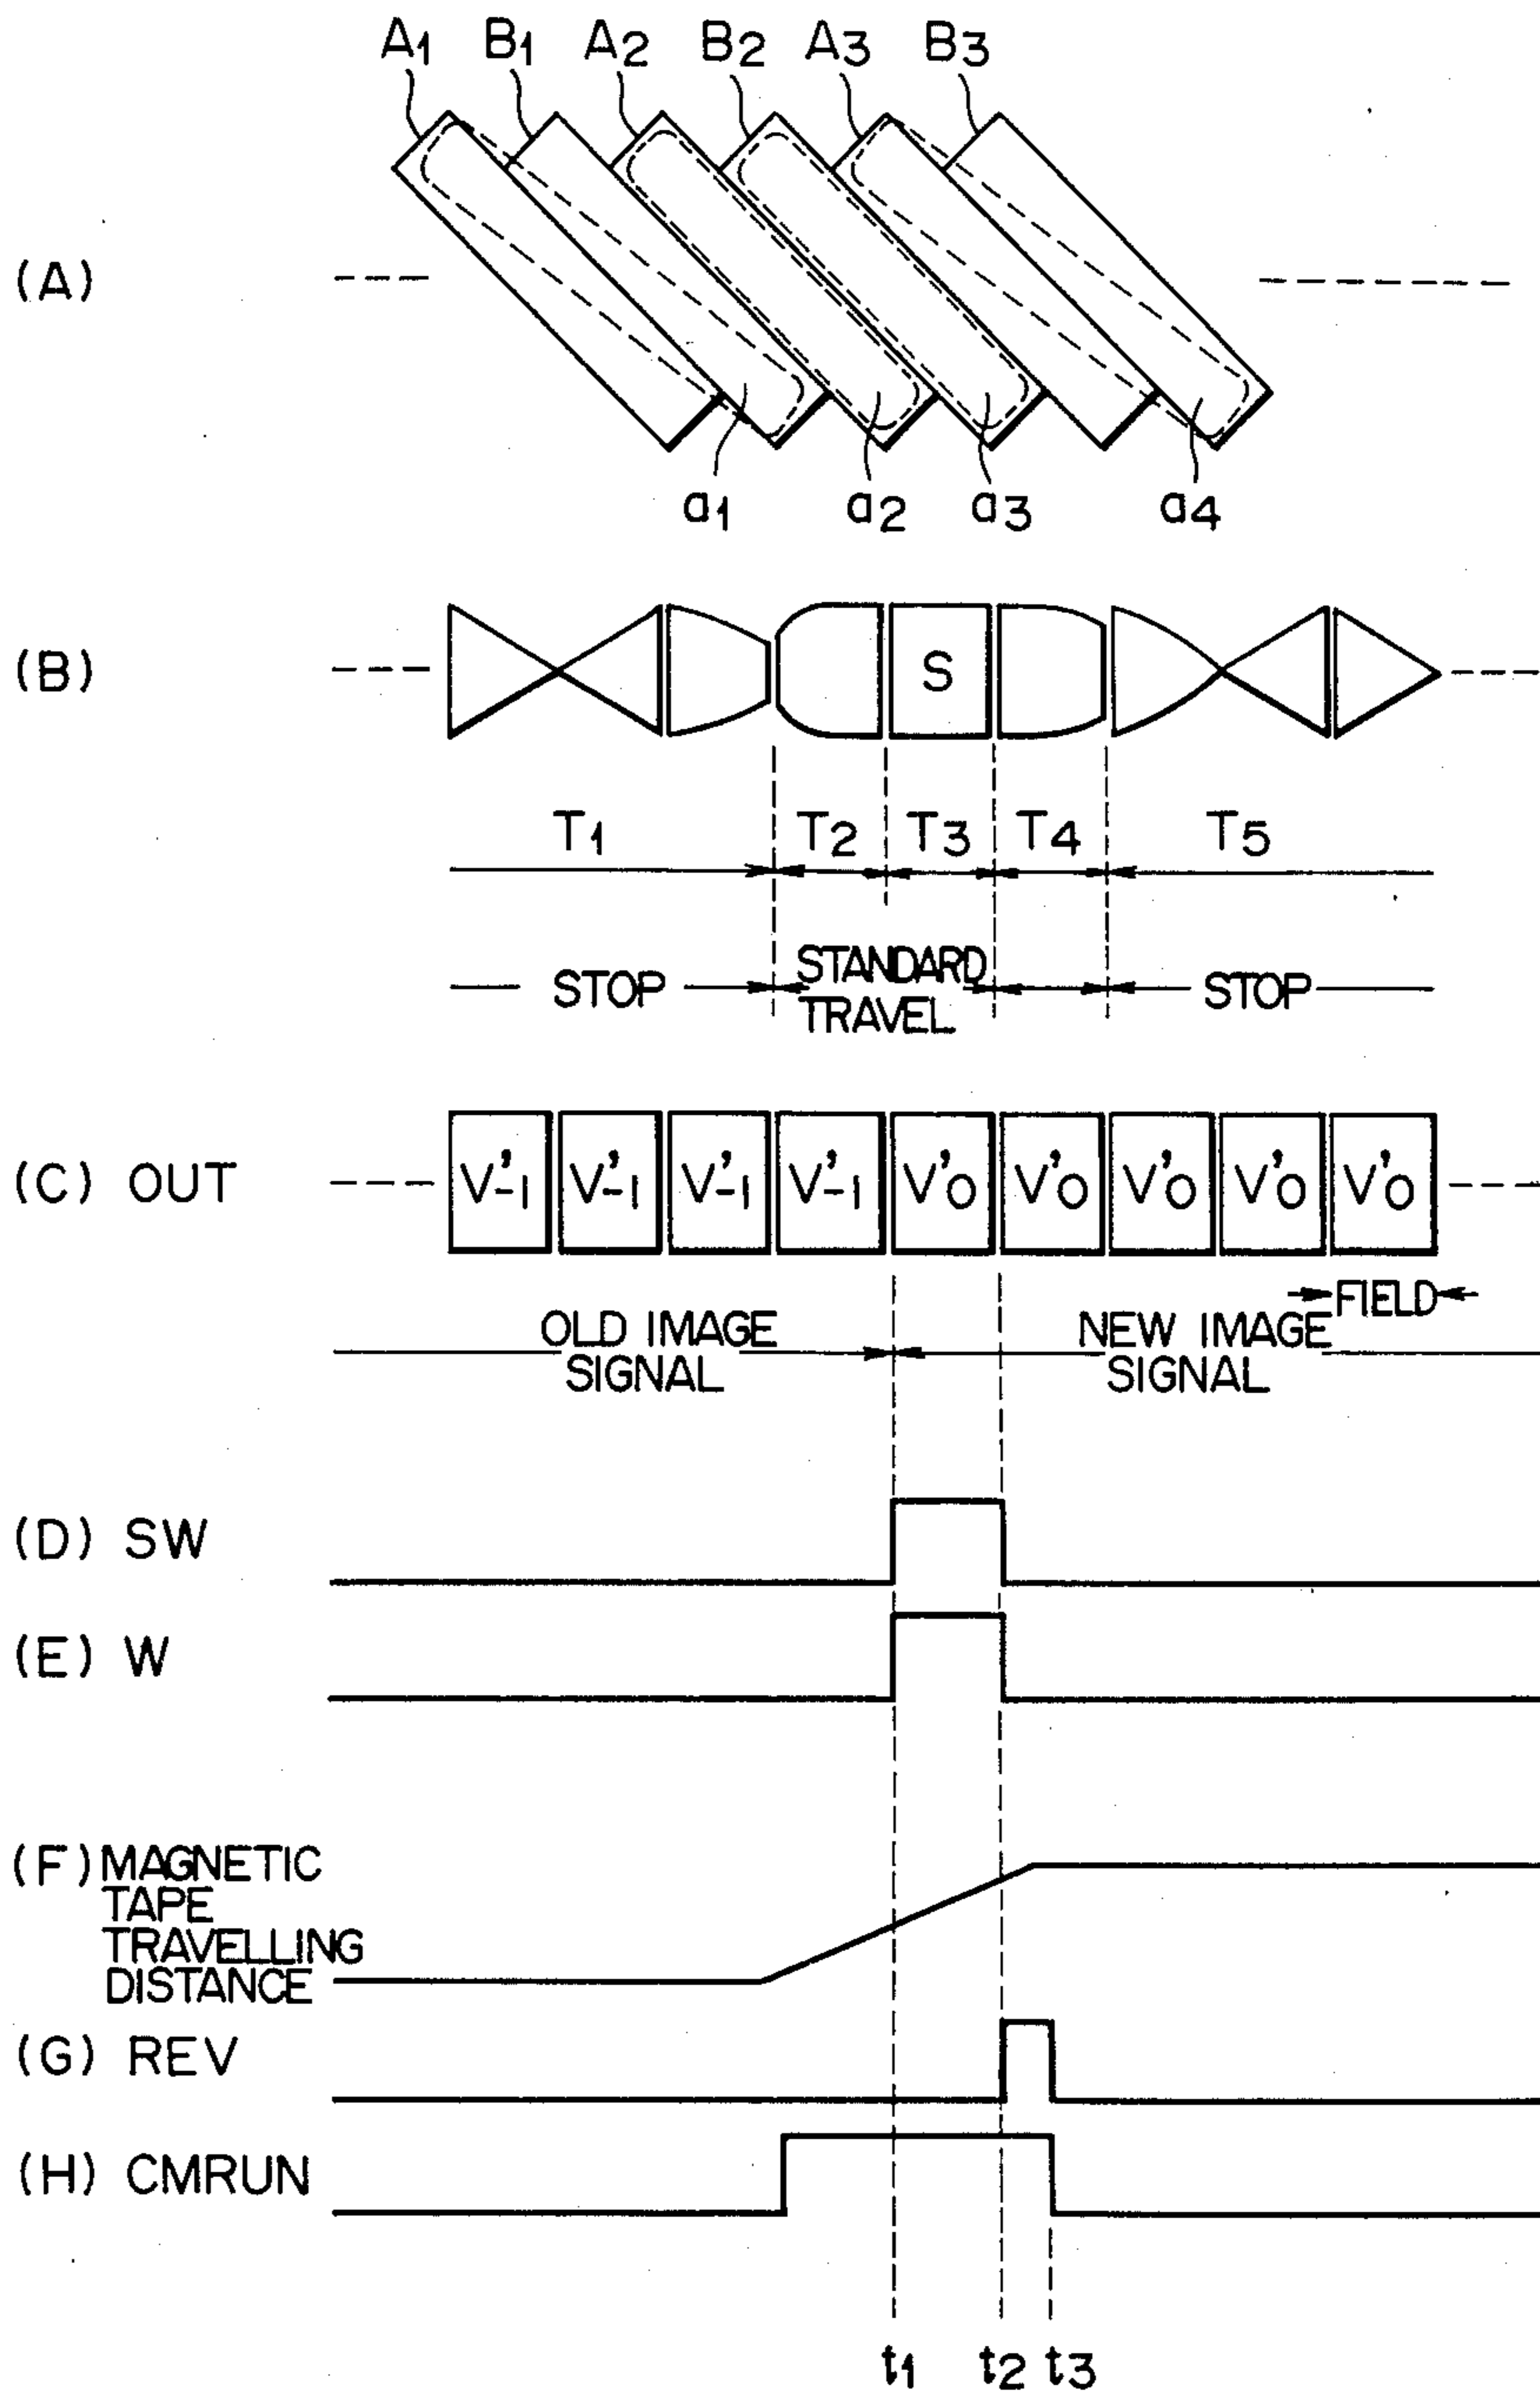 A1 B1 A2 B2 A3 B3
(A)
a1 a2 a3 a4
(B)
S
T1 T2 T3 T4 T5
STOP
STANDARD
TRAVEL
STOP
(C) OUT
V'-1 V'-1 V'-1 V'-1 V'0 V'0 V'0 V'0 V'0
FIELD
OLD IMAGE
SIGNAL
NEW IMAGE
SIGNAL
(D) SW
(E) W
(F) MAGNETIC
TAPE
TRAVELLING
DISTANCE
(G) REV
(H) CMRUN
t1 t2 t3